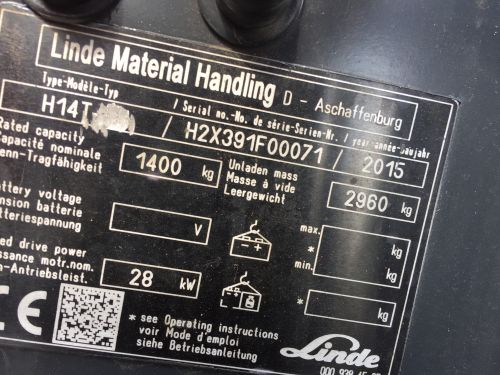 Linde Material Handling D - Aschaffenburg
Type-Modèle-Typ / Serial no.-No. de série-Serien-Nr. / year-année-Baujahr
H14T / H2X391F00071 / 2015
Rated capacity
Capacité nominale
Nenn-Tragfähigkeit
1400 kg
Unladen mass
Masse à vide
Leergewicht
2960 kg
battery voltage
tension batterie
Batteriespannung
V
max. kg
*
min. kg
ed drive power
issance motr.nom.
n-Antriebsleist.
28 kW
* kg
CE
* see Operating instructions
voir Mode d'emploi
siehe Betriebsanleitung
Linde